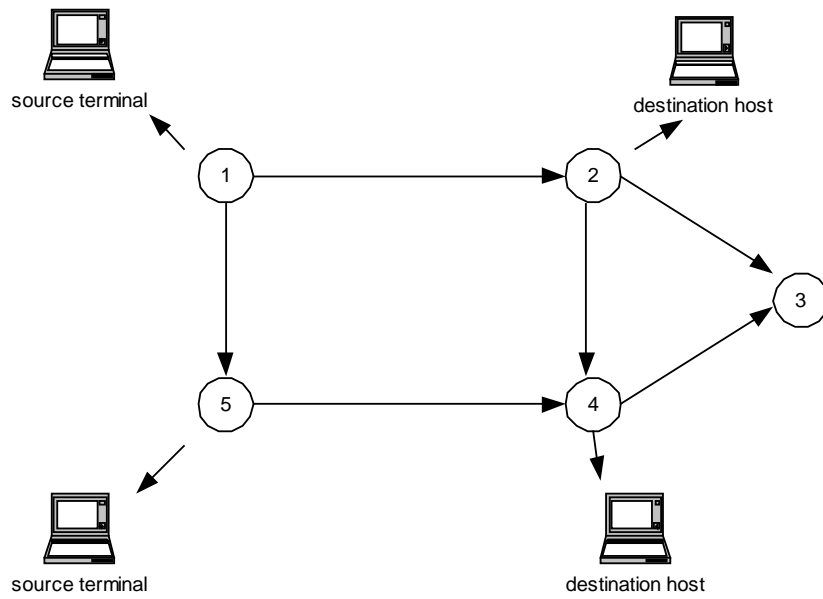 source terminal
destination host
1
2
3
5
4
source terminal
destination host